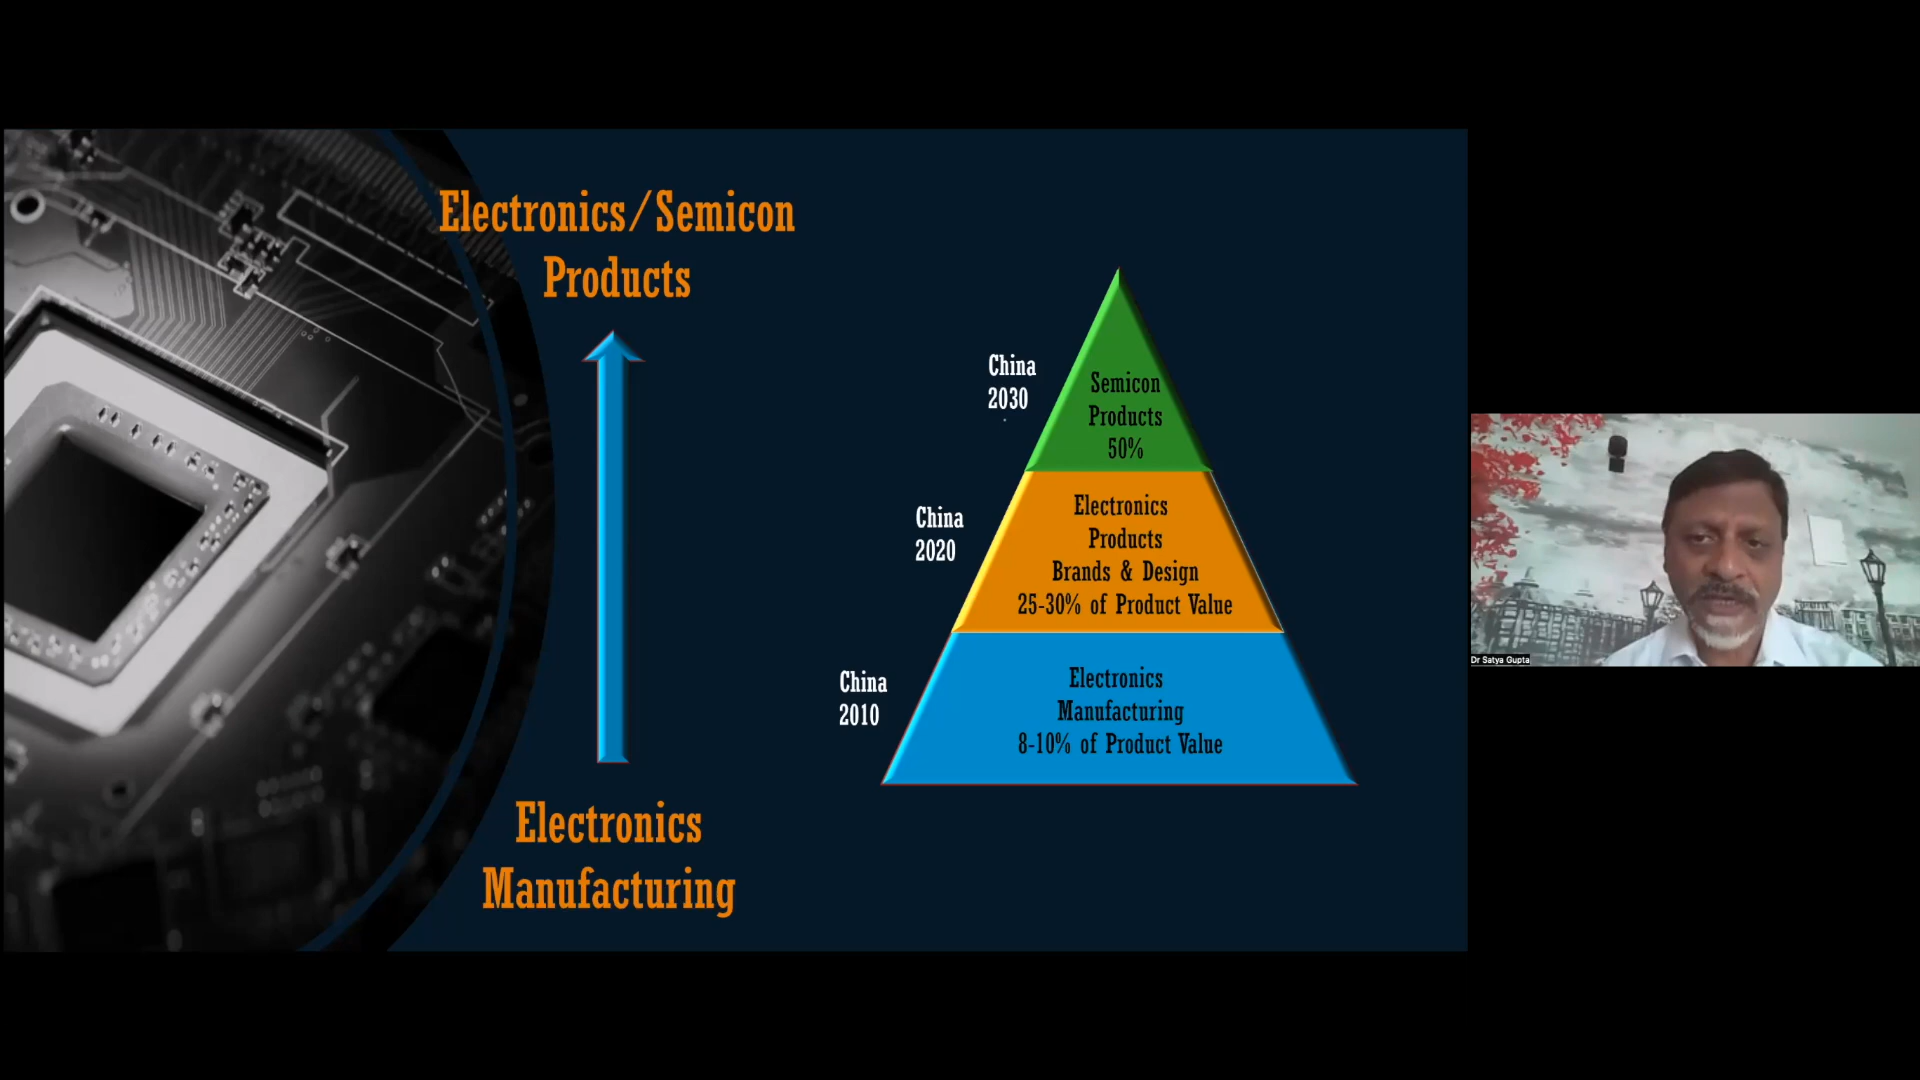 Electronics/Semicon
Products
Electronics
Manufacturing
China
2030
Semicon
Products
50%
China
2020
Electronics
Products
Brands & Design
25-30% of Product Value
China
2010
Electronics
Manufacturing
8-10% of Product Value
Dr Satya Gupta